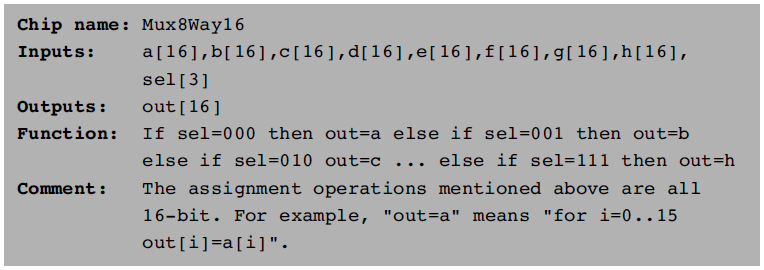 Chip name: Mux8Way16
Inputs: a[16],b[16],c[16],d[16],e[16],f[16],g[16],h[16],
sel[3]
Outputs: out[16]
Function: If sel=000 then out=a else if sel=001 then out=b
else if sel=010 out=c ... else if sel=111 then out=h
Comment: The assignment operations mentioned above are all
16-bit. For example, "out=a" means "for i=0..15
out[i]=a[i]".